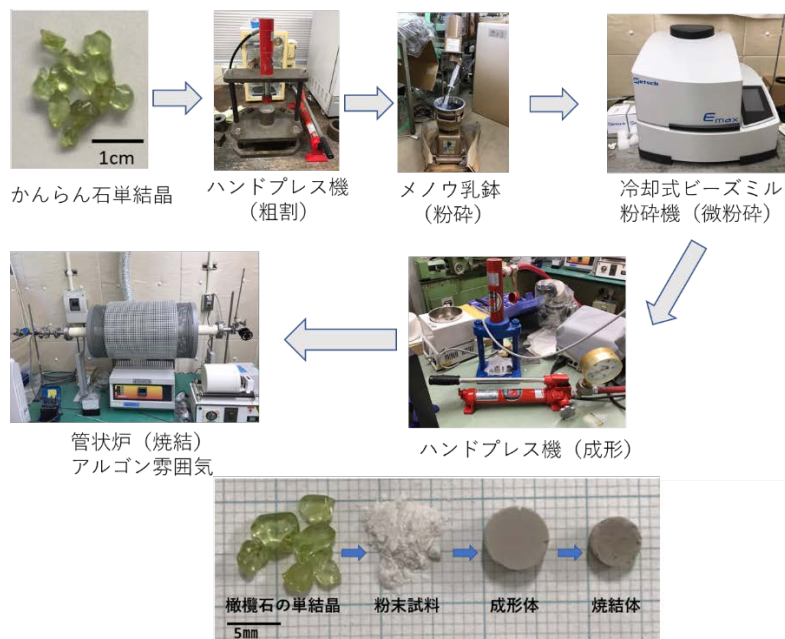 1cm
かんらん石単結晶
ハンドプレス機
（粗割）
メノウ乳鉢
（粉砕）
Retsch
Emax
冷却式ビーズミル
粉砕機（微粉砕）
管状炉（焼結）
アルゴン雰囲気
ハンドプレス機（成形）
橄欖石の単結晶
粉末試料
成形体
焼結体
5mm